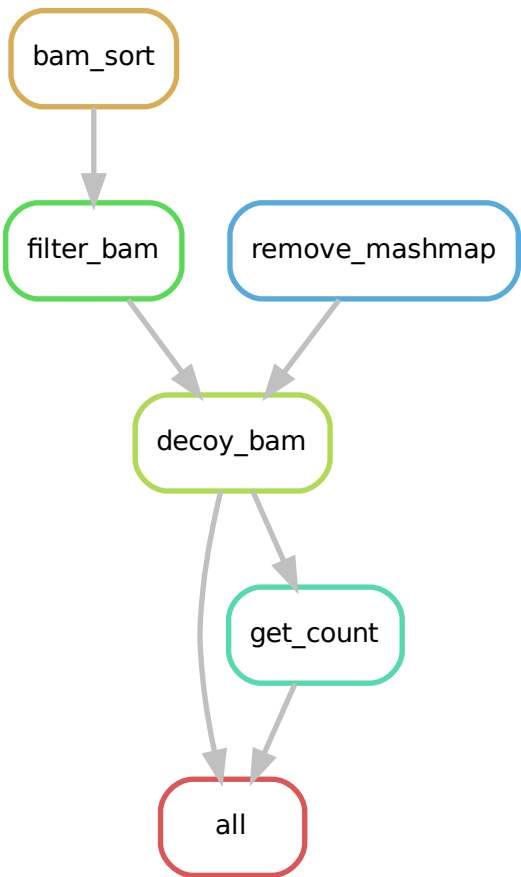 bam_sort
filter_bam
remove_mashmap
decoy_bam
get_count
all